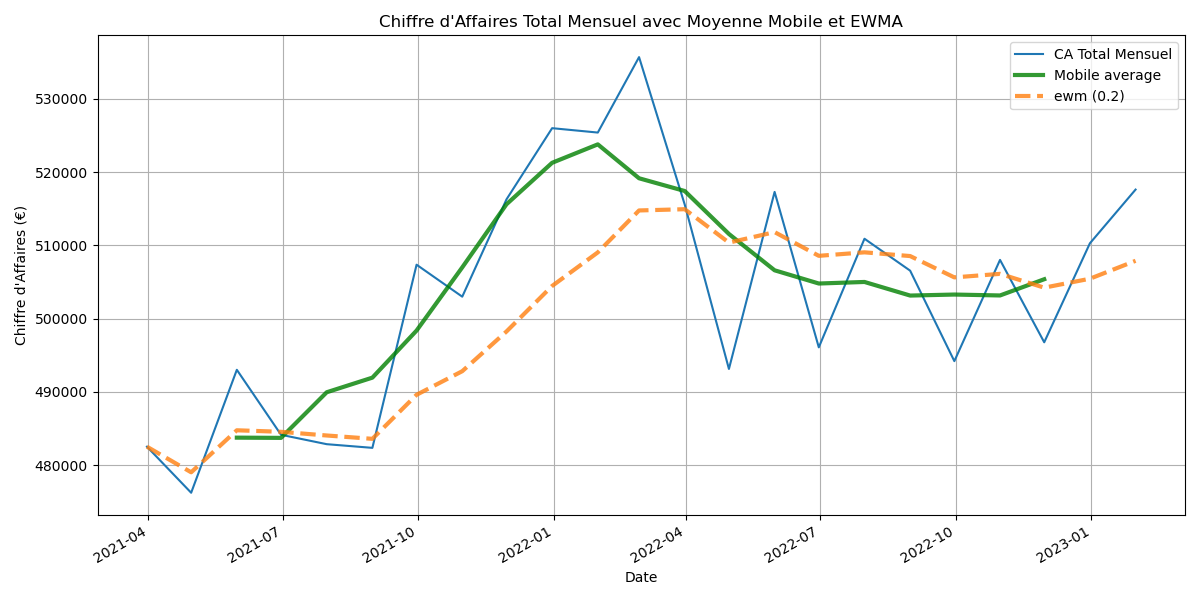 Chiffre d'Affaires Total Mensuel avec Moyenne Mobile et EWMA
CA Total Mensuel
Mobile average
ewm (0.2)
Chiffre d'Affaires (€)
530000
520000
510000
500000
490000
480000
2021-04
2021-07
2021-10
2022-01
2022-04
2022-07
2022-10
2023-01
Date